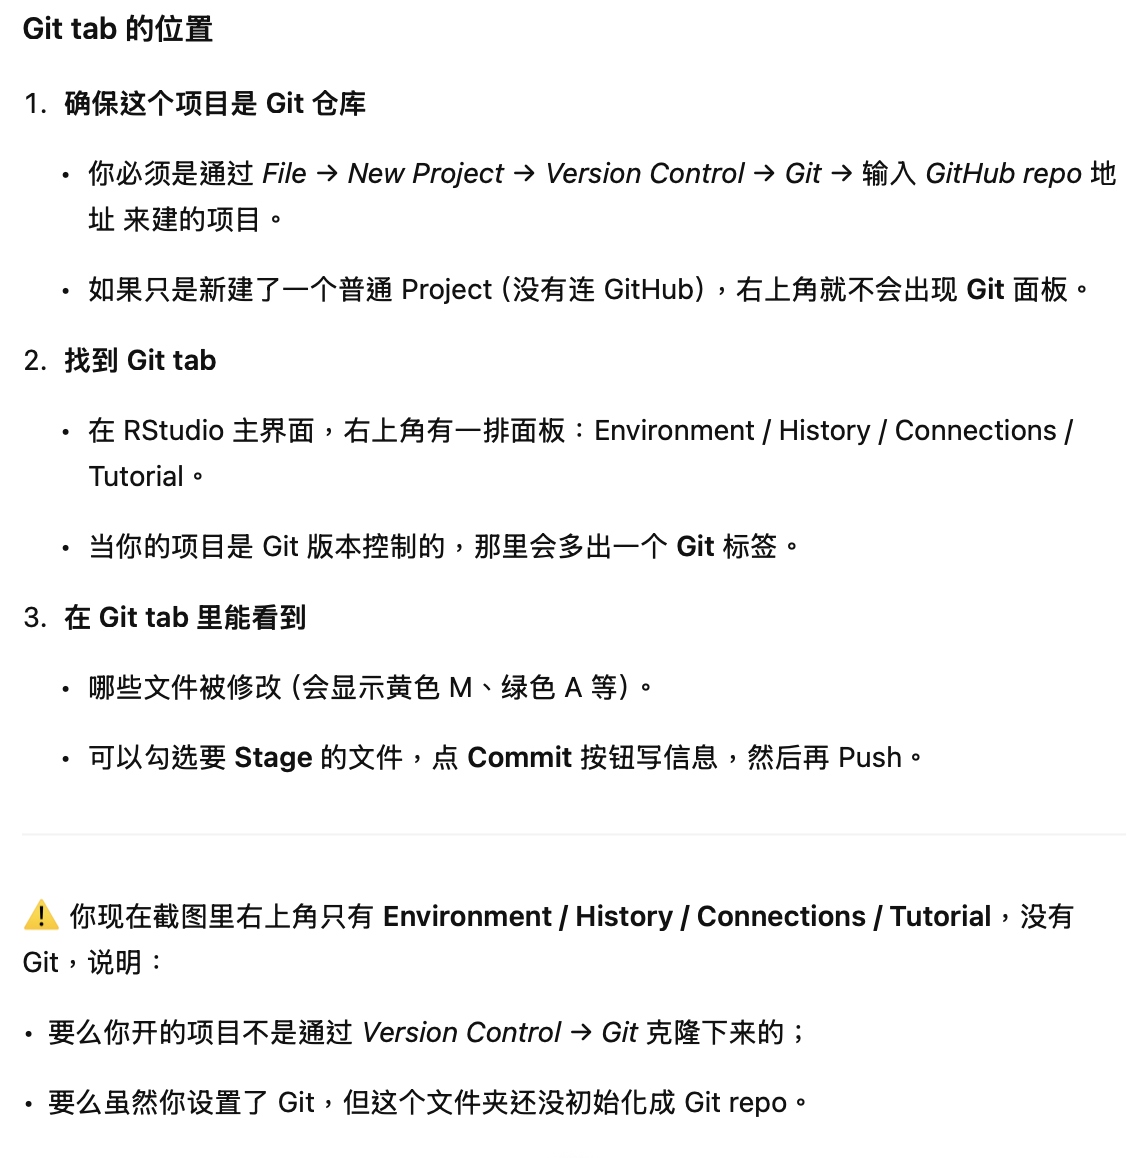 Git tab 的位置
1. 确保这个项目是 Git 仓库
• 你必须是通过 File → New Project → Version Control → Git → 输入 GitHub repo 地
址 来建的项目。
• 如果只是新建了一个普通 Project (没有连 GitHub)，右上角就不会出现 Git 面板。
2. 找到 Git tab
• 在 RStudio 主界面，右上角有一排面板：Environment / History / Connections /
Tutorial。
• 当你的项目是 Git 版本控制的，那里会多出一个 Git 标签。
3. 在 Git tab 里能看到
• 哪些文件被修改 (会显示黄色 M、绿色 A 等)。
• 可以勾选要 Stage 的文件，点 Commit 按钮写信息，然后再 Push。
⚠️ 你现在截图里右上角只有 Environment / History / Connections / Tutorial，没有
Git，说明：
• 要么你开的项目不是通过 Version Control → Git 克隆下来的；
• 要么虽然你设置了 Git，但这个文件夹还没初始化成 Git repo。